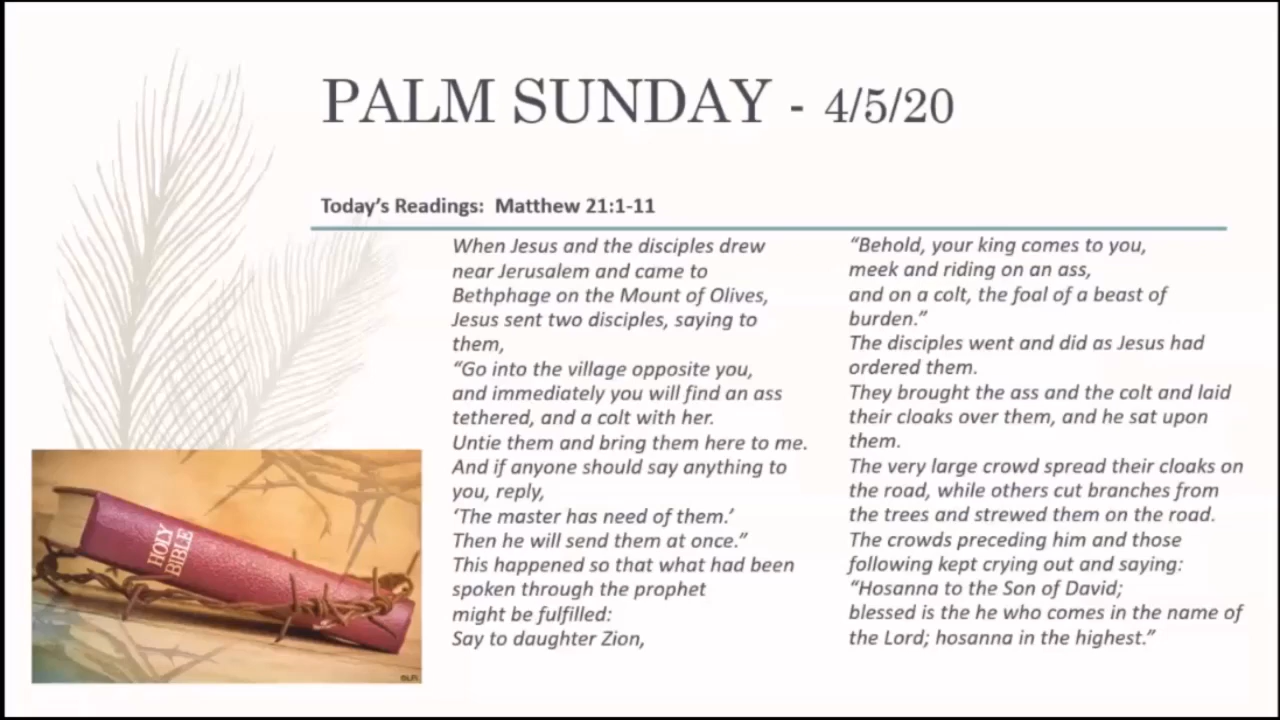 PALM SUNDAY - 4/5/20
Today's Readings:  Matthew 21:1-11
When Jesus and the disciples drew
near Jerusalem and came to
Bethphage on the Mount of Olives,
Jesus sent two disciples, saying to
them,
“Go into the village opposite you,
and immediately you will find an ass
tethered, and a colt with her.
Untie them and bring them here to me.
And if anyone should say anything to
you, reply,
‘The master has need of them.’
Then he will send them at once.”
This happened so that what had been
spoken through the prophet
might be fulfilled:
Say to daughter Zion,
“Behold, your king comes to you,
meek and riding on an ass,
and on a colt, the foal of a beast of
burden.”
The disciples went and did as Jesus had
ordered them.
They brought the ass and the colt and laid
their cloaks over them, and he sat upon
them.
The very large crowd spread their cloaks on
the road, while others cut branches from
the trees and strewed them on the road.
The crowds preceding him and those
following kept crying out and saying:
“Hosanna to the Son of David;
blessed is the he who comes in the name of
the Lord; hosanna in the highest.”
HOLY
BIBLE